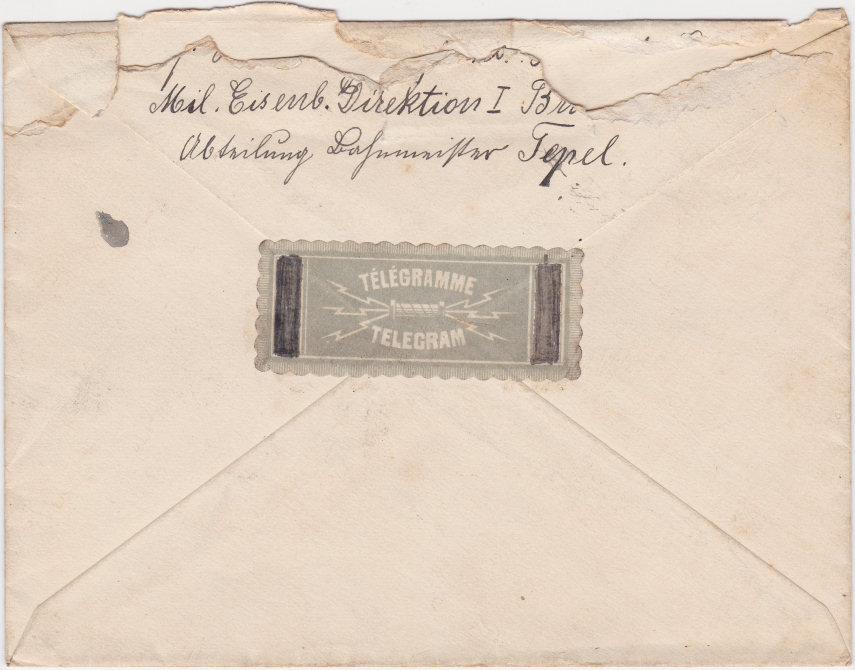 Mil. Eisenb. Direktion I
Abteilung Bahnmeister Tepel.
TÉLÉGRAMME
TELEGRAM